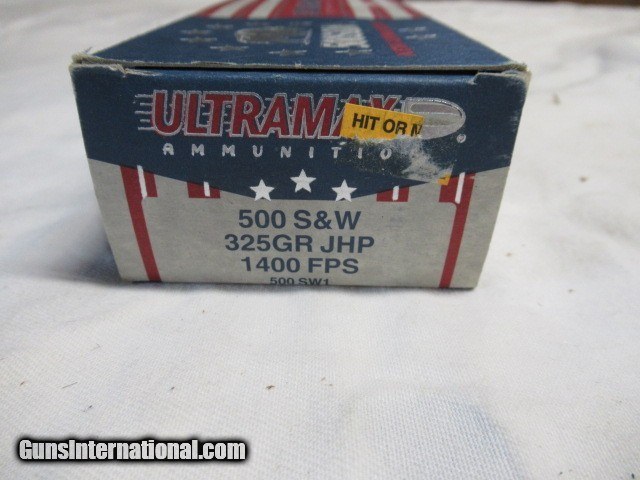 ULTRAMAX
HIT OR M
AMMUNITIO
®
500 S&W
325GR JHP
1400 FPS
500 SW1
GunsInternational.com